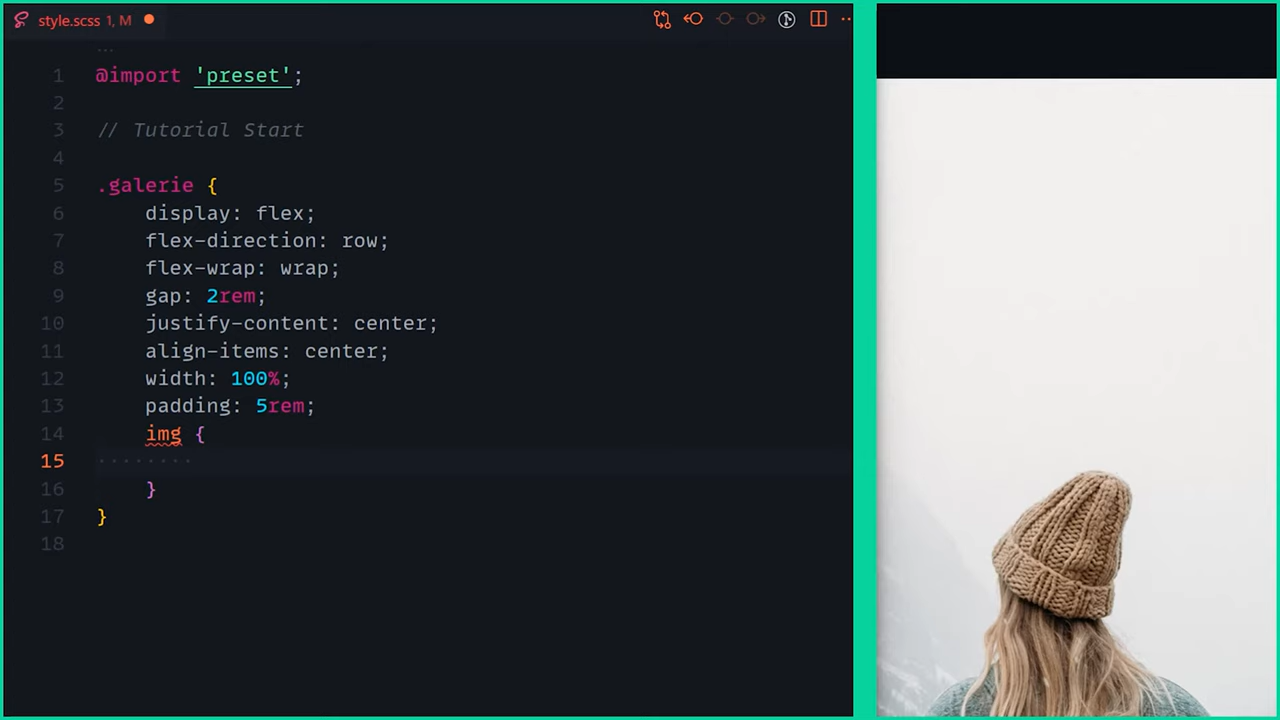 style.scss 1, M
1 @import 'preset';
2
3 // Tutorial Start
4
5 .galerie {
6 display: flex;
7 flex-direction: row;
8 flex-wrap: wrap;
9 gap: 2rem;
10 justify-content: center;
11 align-items: center;
12 width: 100%;
13 padding: 5rem;
14 img {
15
16 }
17 }
18